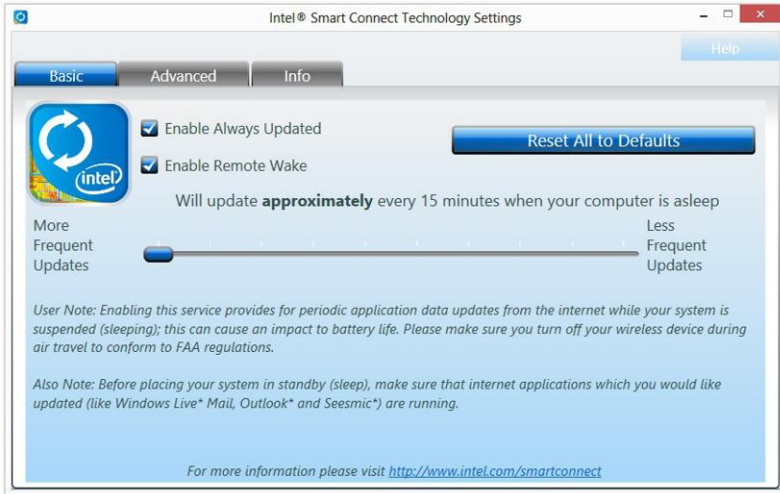 Intel® Smart Connect Technology Settings
Help
Basic Advanced Info
Enable Always Updated
Reset All to Defaults
Enable Remote Wake
intel
Will update approximately every 15 minutes when your computer is asleep
More
Frequent
Updates
Less
Frequent
Updates
User Note: Enabling this service provides for periodic application data updates from the internet while your system is
suspended (sleeping); this can cause an impact to battery life. Please make sure you turn off your wireless device during
air travel to conform to FAA regulations.
Also Note: Before placing your system in standby (sleep), make sure that internet applications which you would like
updated (like Windows Live* Mail, Outlook* and Seesmic*) are running.
For more information please visit http://www.intel.com/smartconnect